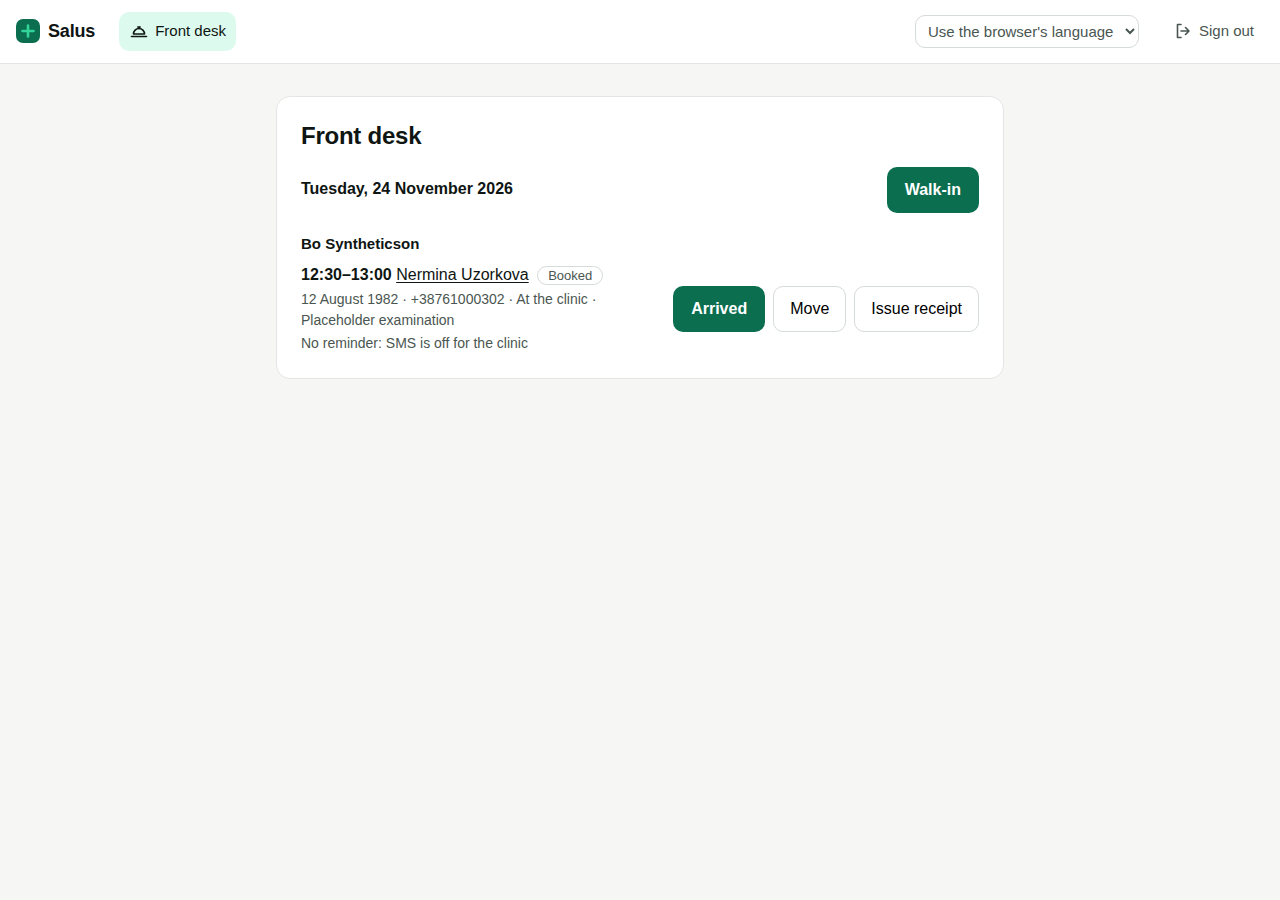 Salus
Front desk
Use the browser's language
Sign out
Front desk
Tuesday, 24 November 2026
Walk-in
Bo Syntheticson
12:30–13:00 Nermina Uzorkova Booked
12 August 1982 · +38761000302 · At the clinic ·
Placeholder examination
No reminder: SMS is off for the clinic
Arrived
Move
Issue receipt